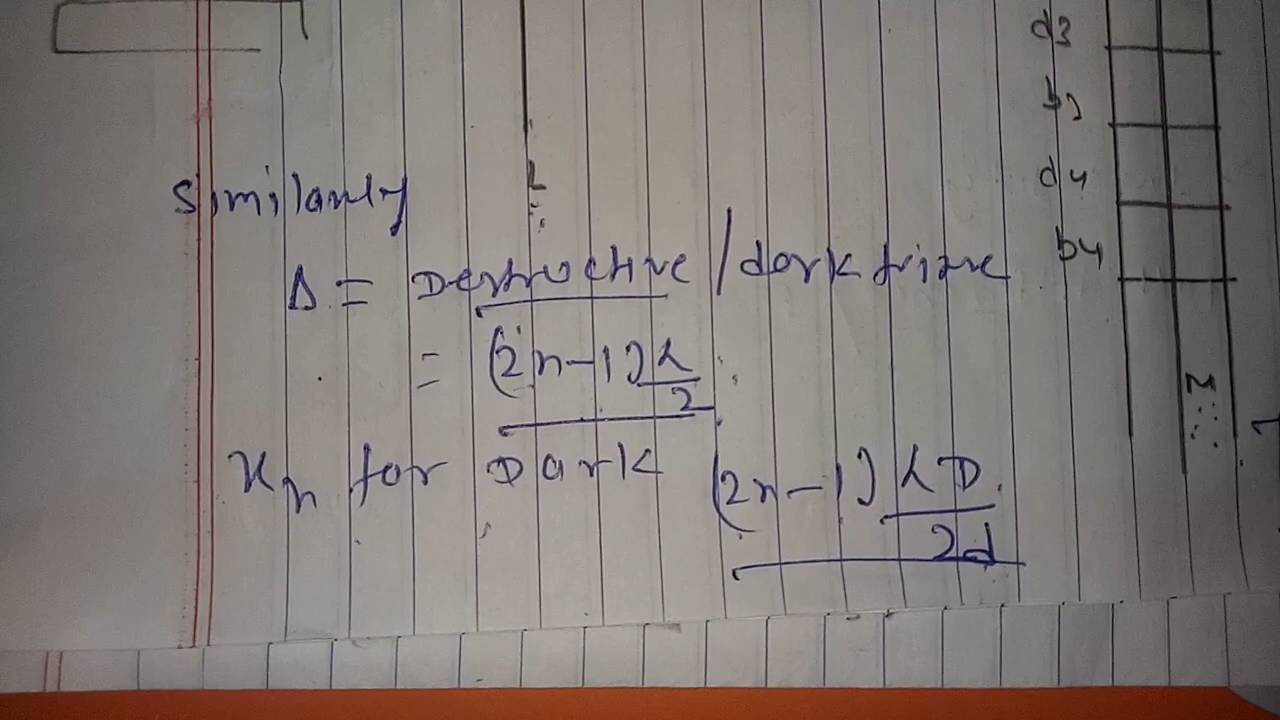 Similarly
Δ = Destructive / dark fringe
= (2n-1) λ/2
xn for Dark (2n-1) λD/2d
d3
b3
d4
b4